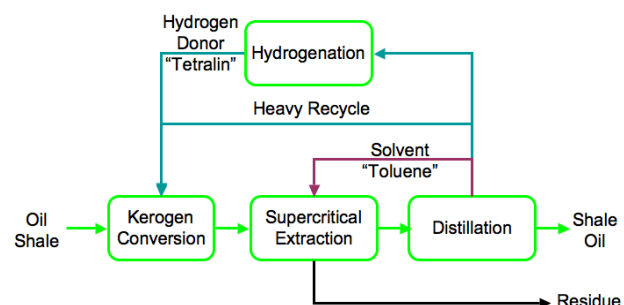 Hydrogen
Donor
“Tetralin”
Hydrogenation
Heavy Recycle
Solvent
“Toluene”
Oil
Shale
Kerogen
Conversion
Supercritical
Extraction
Distillation
Shale
Oil
Residue